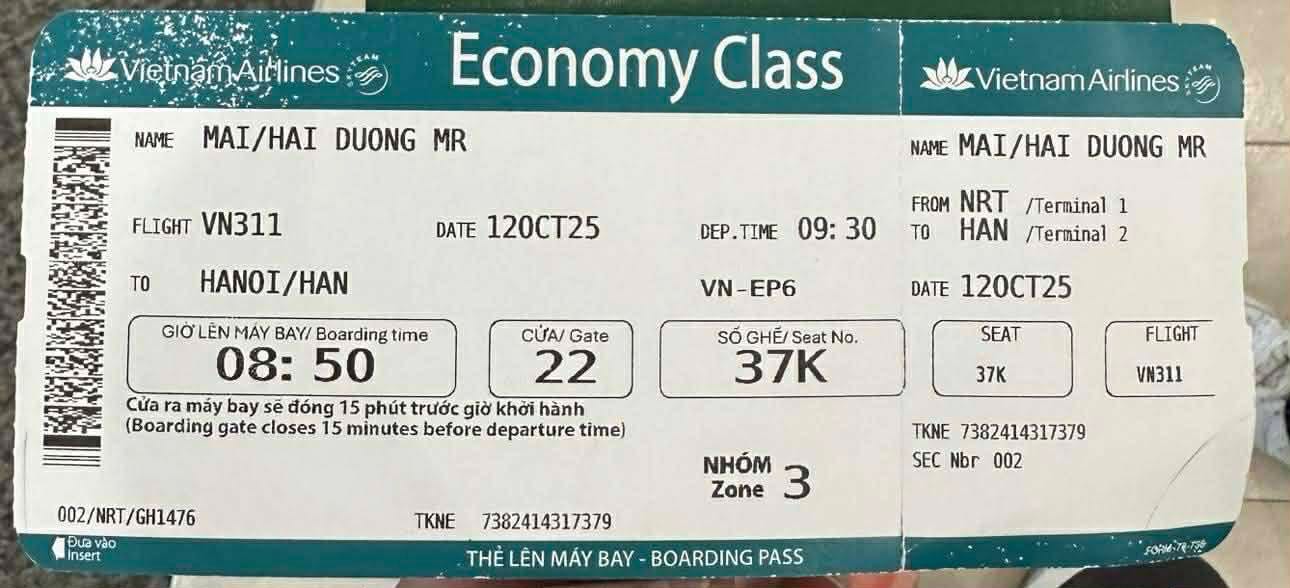 Vietnam Airlines
Economy Class
NAME MAI/HAI DUONG MR
FLIGHT VN311 DATE 12OCT25 DEP.TIME 09:30
TO HANOI/HAN VN-EP6
GIỜ LÊN MÁY BAY/ Boarding time
08:50
CỬA/ Gate
22
SỐ GHẾ/ Seat No.
37K
Cửa ra máy bay sẽ đóng 15 phút trước giờ khởi hành
(Boarding gate closes 15 minutes before departure time)
NHÓM
Zone 3
002/NRT/GH1476 TKNE 7382414317379
Đưa vào
Insert
THẺ LÊN MÁY BAY - BOARDING PASS
Vietnam Airlines
NAME MAI/HAI DUONG MR
FROM NRT /Terminal 1
TO HAN /Terminal 2
DATE 12OCT25
SEAT
37K
FLIGHT
VN311
TKNE 7382414317379
SEC Nbr 002